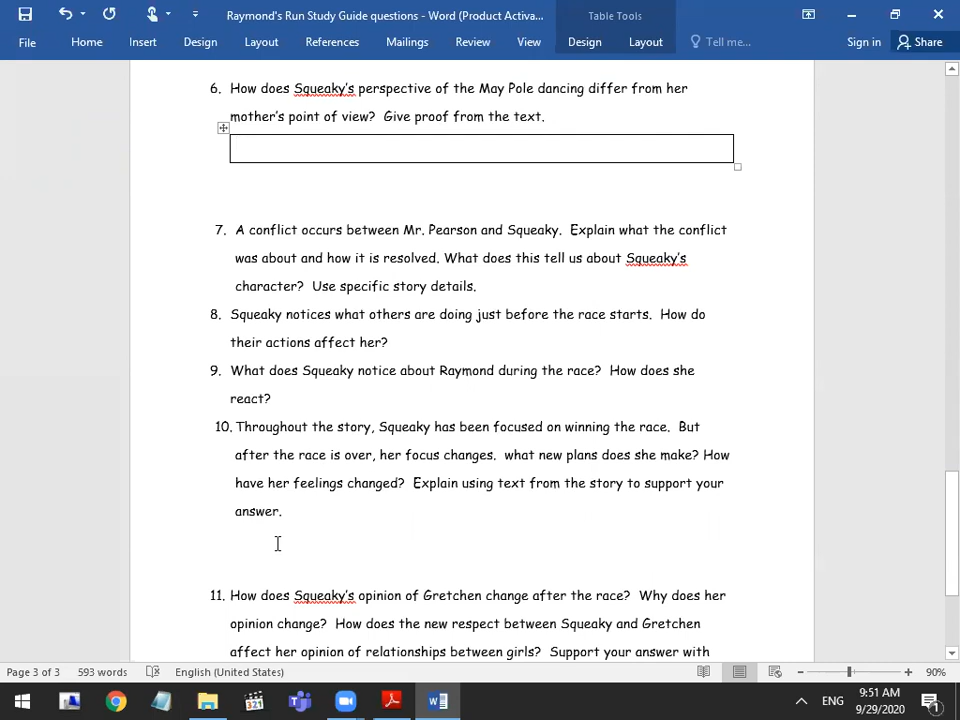 Raymond's Run Study Guide questions - Word (Product Activa...
Table Tools
File Home Insert Design Layout References Mailings Review View Design Layout Tell me... Sign in Share
6. How does Squeaky's perspective of the May Pole dancing differ from her
mother's point of view? Give proof from the text.
7. A conflict occurs between Mr. Pearson and Squeaky. Explain what the conflict
was about and how it is resolved. What does this tell us about Squeaky's
character? Use specific story details.
8. Squeaky notices what others are doing just before the race starts. How do
their actions affect her?
9. What does Squeaky notice about Raymond during the race? How does she
react?
10. Throughout the story, Squeaky has been focused on winning the race. But
after the race is over, her focus changes. what new plans does she make? How
have her feelings changed? Explain using text from the story to support your
answer.
11. How does Squeaky's opinion of Gretchen change after the race? Why does her
opinion change? How does the new respect between Squeaky and Gretchen
affect her opinion of relationships between girls? Support your answer with
Page 3 of 3 593 words English (United States) 90%
321
ENG
9:51 AM
9/29/2020
1